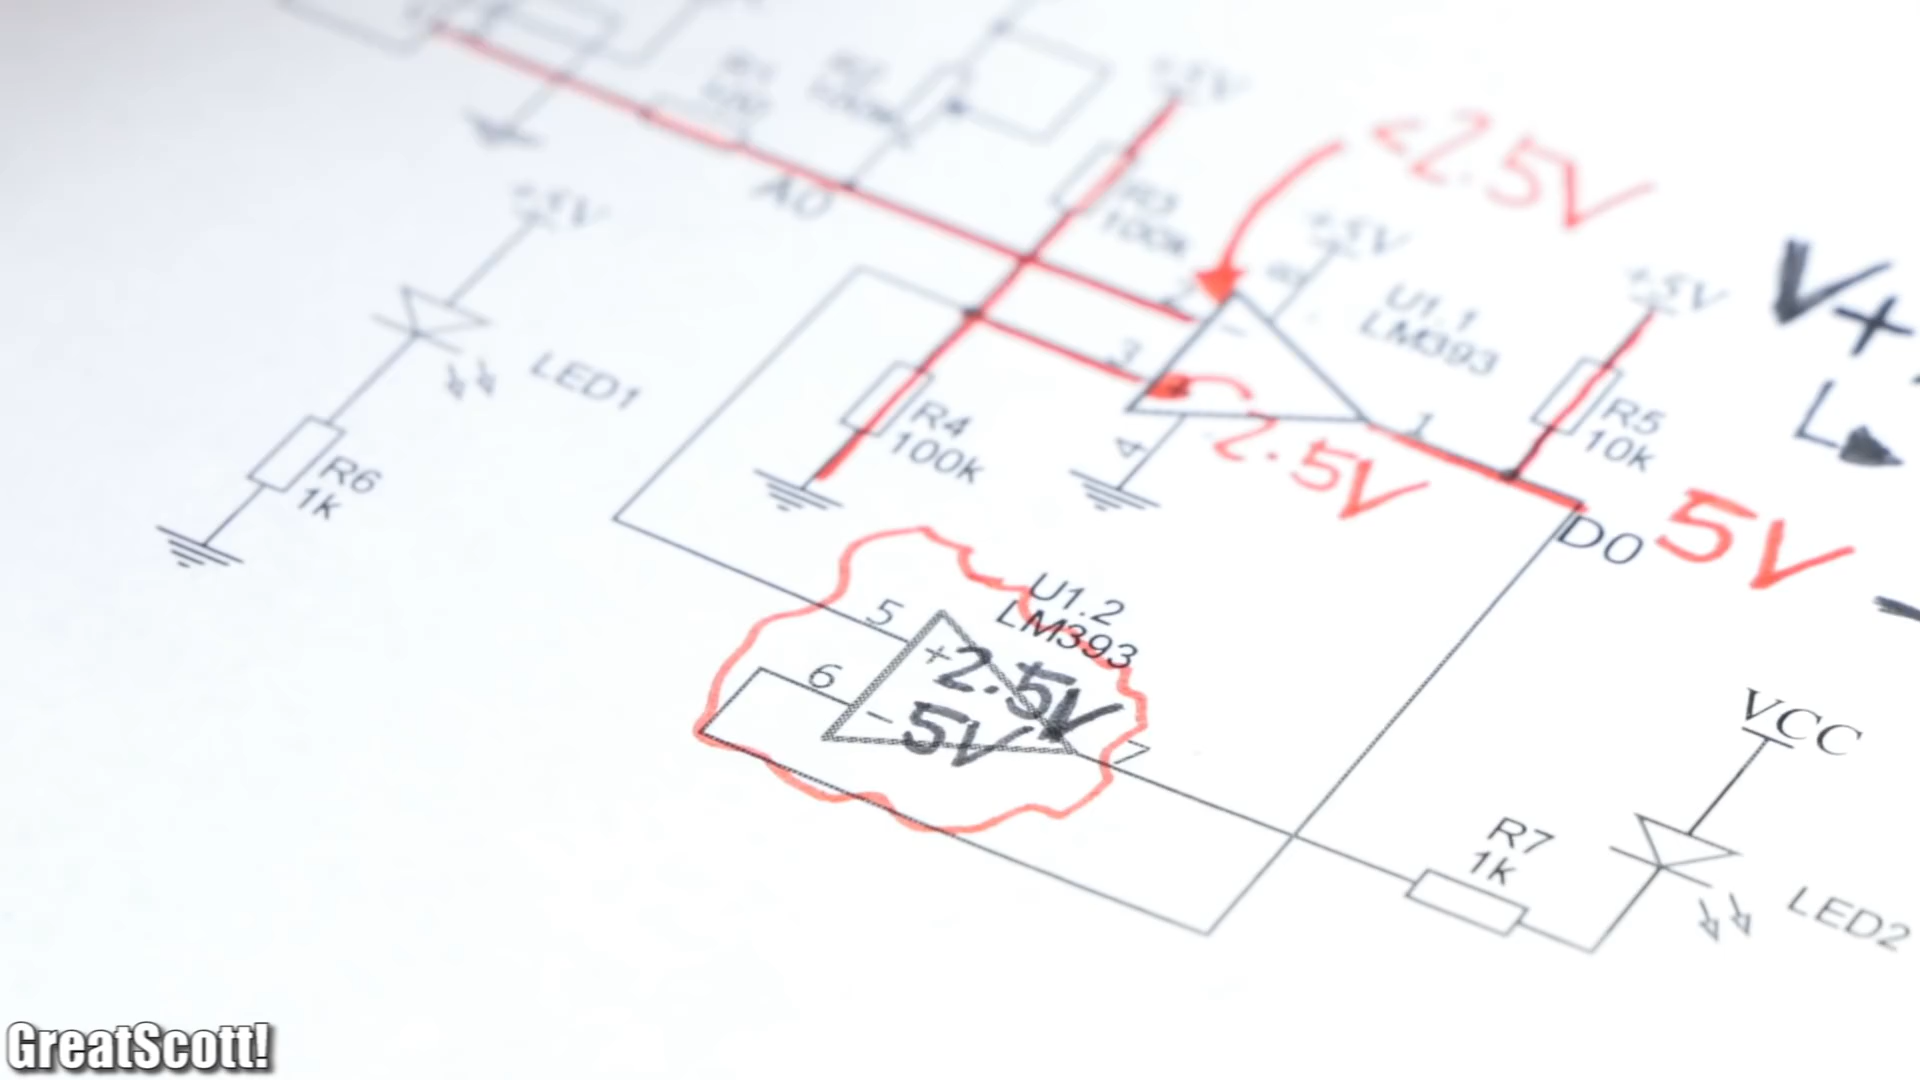 R1
100
R2
+5V
<2.5V
A0
R3
100k
+5V
+5V
2
8
U1.1
LM393
V+
+5V
−
3
LED1
R4
100k
4
1
2.5V
R5
10k
R6
1k
D0
5V
U1.2
LM393
5
+
2.5V
6
−
5V
7
VCC
R7
1k
LED2
GreatScott!